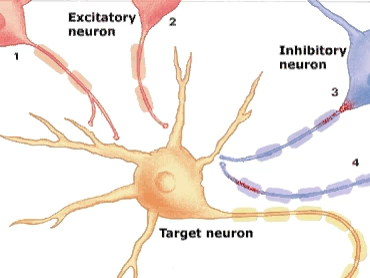 Excitatory
neuron
2
1
Inhibitory
neuron
3
4
Target neuron